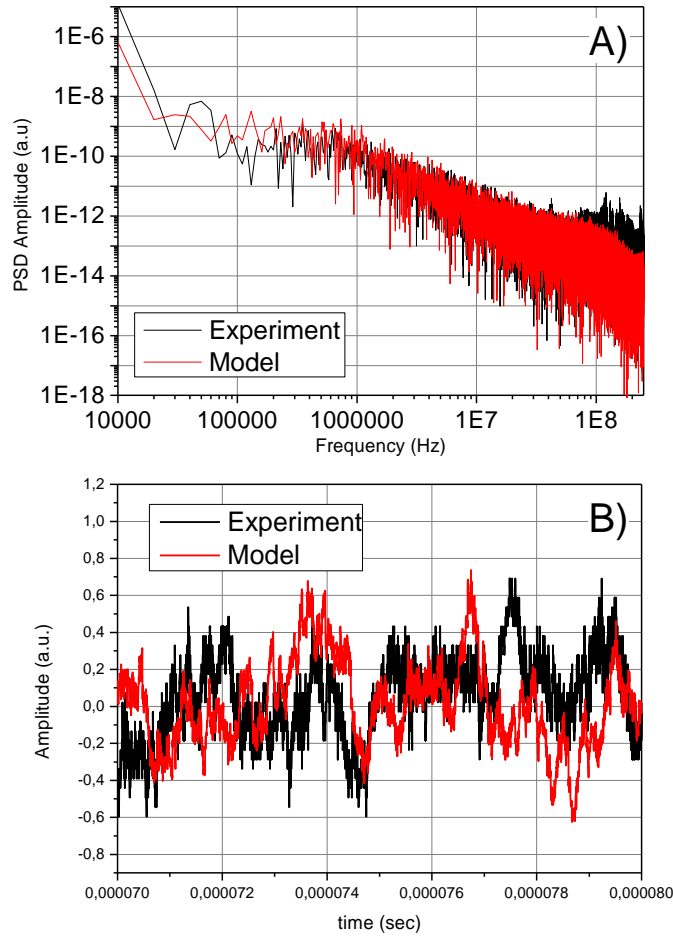 A)
1E-6
1E-8
1E-10
1E-12
1E-14
1E-16
1E-18
PSD Amplitude (a.u)
Experiment
Model
10000 100000 1000000 1E7 1E8
Frequency (Hz)
B)
1,2
1,0
0,8
0,6
0,4
0,2
0,0
-0,2
-0,4
-0,6
-0,8
Amplitude (a.u.)
Experiment
Model
0,000070 0,000072 0,000074 0,000076 0,000078 0,000080
time (sec)